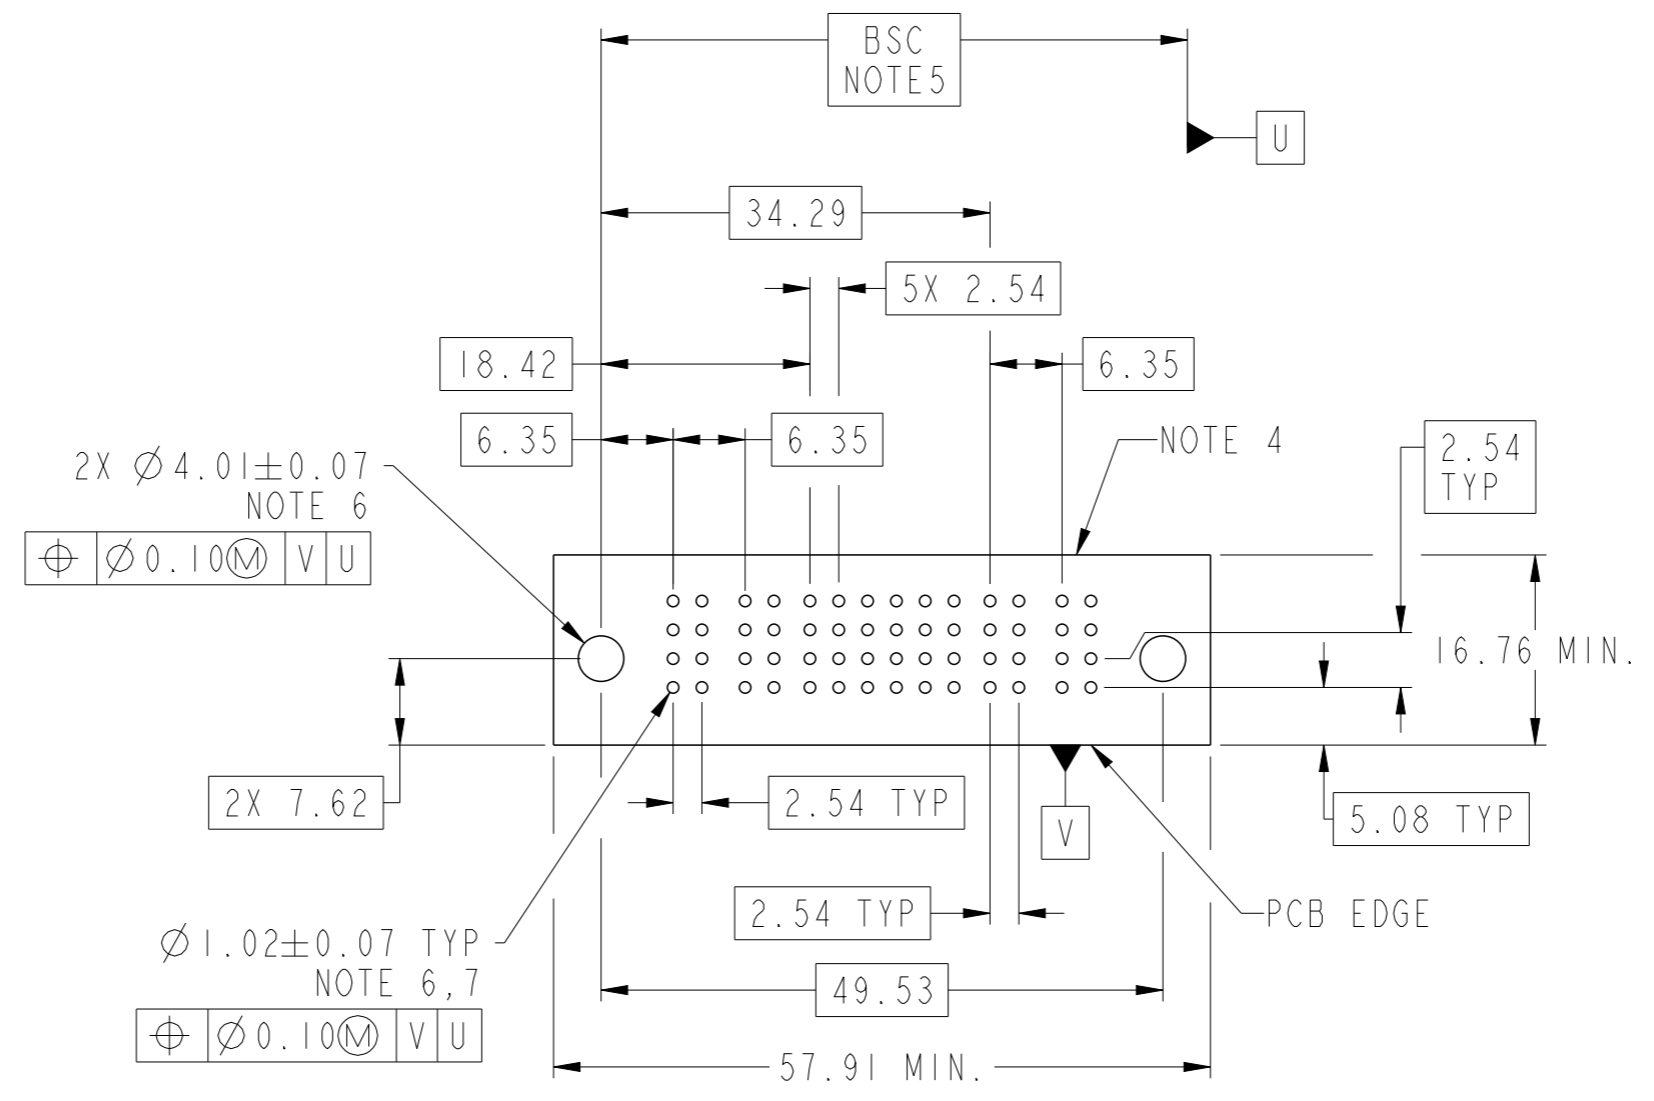 BSC
NOTE5
U
34.29
5X 2.54
18.42
6.35
6.35
6.35
2X Ø4.01±0.07
NOTE 6
⌖ Ø0.10Ⓜ V U
NOTE 4
2.54
TYP
16.76 MIN.
2X 7.62
2.54 TYP
V
5.08 TYP
2.54 TYP
PCB EDGE
Ø1.02±0.07 TYP
NOTE 6,7
⌖ Ø0.10Ⓜ V U
49.53
57.91 MIN.